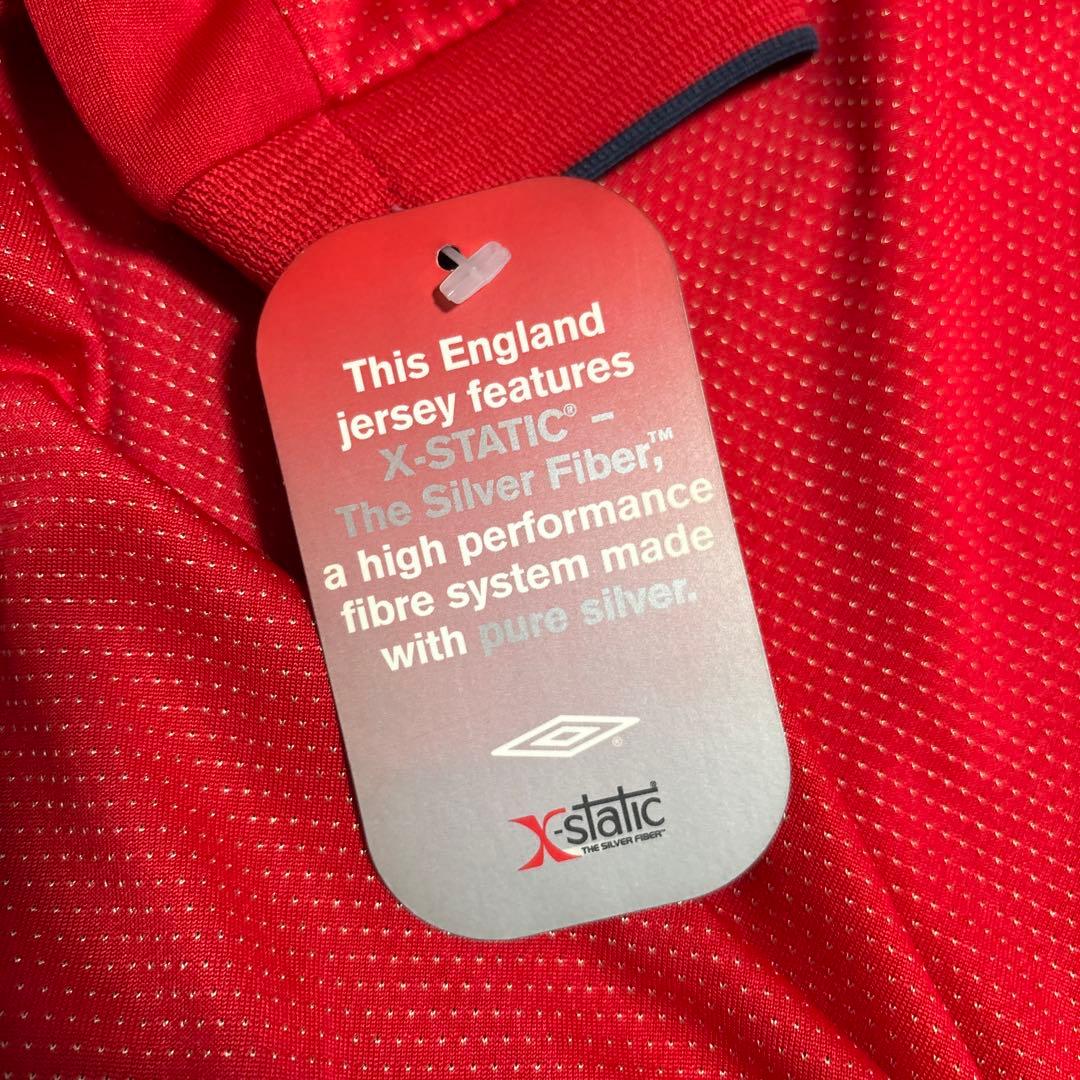 This England
jersey features
X-STATIC® –
The Silver Fiber,™
a high performance
fibre system made
with pure silver.
®
X-static®
THE SILVER FIBER™